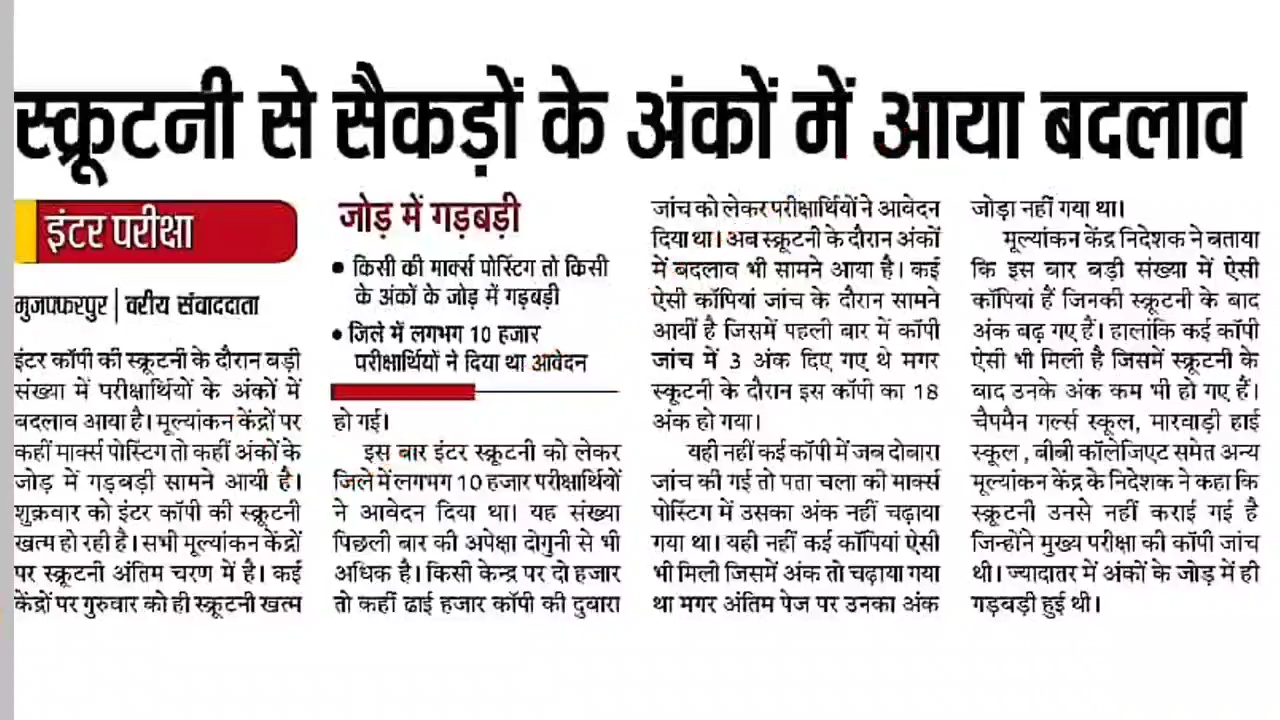 स्क्रूटनी से सैकड़ों के अंकों में आया बदलाव
इंटर परीक्षा
मुजफ्फरपुर | वरीय संवाददाता
इंटर कॉपी की स्क्रूटनी के दौरान बड़ी
संख्या में परीक्षार्थियों के अंकों में
बदलाव आया है। मूल्यांकन केंद्रों पर
कहीं मार्क्स पोस्टिंग तो कहीं अंकों के
जोड़ में गड़बड़ी सामने आयी है।
शुक्रवार को इंटर कॉपी की स्क्रूटनी
खत्म हो रही है। सभी मूल्यांकन केंद्रों
पर स्क्रूटनी अंतिम चरण में है। कई
केंद्रों पर गुरुवार को ही स्क्रूटनी खत्म
जोड़ में गड़बड़ी
● किसी की मार्क्स पोस्टिंग तो किसी
के अंकों के जोड़ में गड़बड़ी
● जिले में लगभग 10 हजार
परीक्षार्थियों ने दिया था आवेदन
हो गई।
इस बार इंटर स्क्रूटनी को लेकर
जिले में लगभग 10 हजार परीक्षार्थियों
ने आवेदन दिया था। यह संख्या
पिछली बार की अपेक्षा दोगुनी से भी
अधिक है। किसी केन्द्र पर दो हजार
तो कहीं ढाई हजार कॉपी की दुबारा
जांच को लेकर परीक्षार्थियों ने आवेदन
दिया था। अब स्क्रूटनी के दौरान अंकों
में बदलाव भी सामने आया है। कई
ऐसी कॉपियां जांच के दौरान सामने
आयीं है जिसमें पहली बार में कॉपी
जांच में 3 अंक दिए गए थे मगर
स्कूटनी के दौरान इस कॉपी का 18
अंक हो गया।
यही नहीं कई कॉपी में जब दोबारा
जांच की गई तो पता चला की मार्क्स
पोस्टिंग में उसका अंक नहीं चढ़ाया
गया था। यही नहीं कई कॉपियां ऐसी
भी मिली जिसमें अंक तो चढ़ाया गया
था मगर अंतिम पेज पर उनका अंक
जोड़ा नहीं गया था।
मूल्यांकन केंद्र निदेशक ने बताया
कि इस बार बड़ी संख्या में ऐसी
कॉपियां हैं जिनकी स्क्रूटनी के बाद
अंक बढ़ गए हैं। हालांकि कई कॉपी
ऐसी भी मिली है जिसमें स्क्रूटनी के
बाद उनके अंक कम भी हो गए हैं।
चैपमैन गर्ल्स स्कूल, मारवाड़ी हाई
स्कूल , बीबी कॉलेजिएट समेत अन्य
मूल्यांकन केंद्र के निदेशक ने कहा कि
स्क्रूटनी उनसे नहीं कराई गई है
जिन्होंने मुख्य परीक्षा की कॉपी जांच
थी। ज्यादातर में अंकों के जोड़ में ही
गड़बड़ी हुई थी।